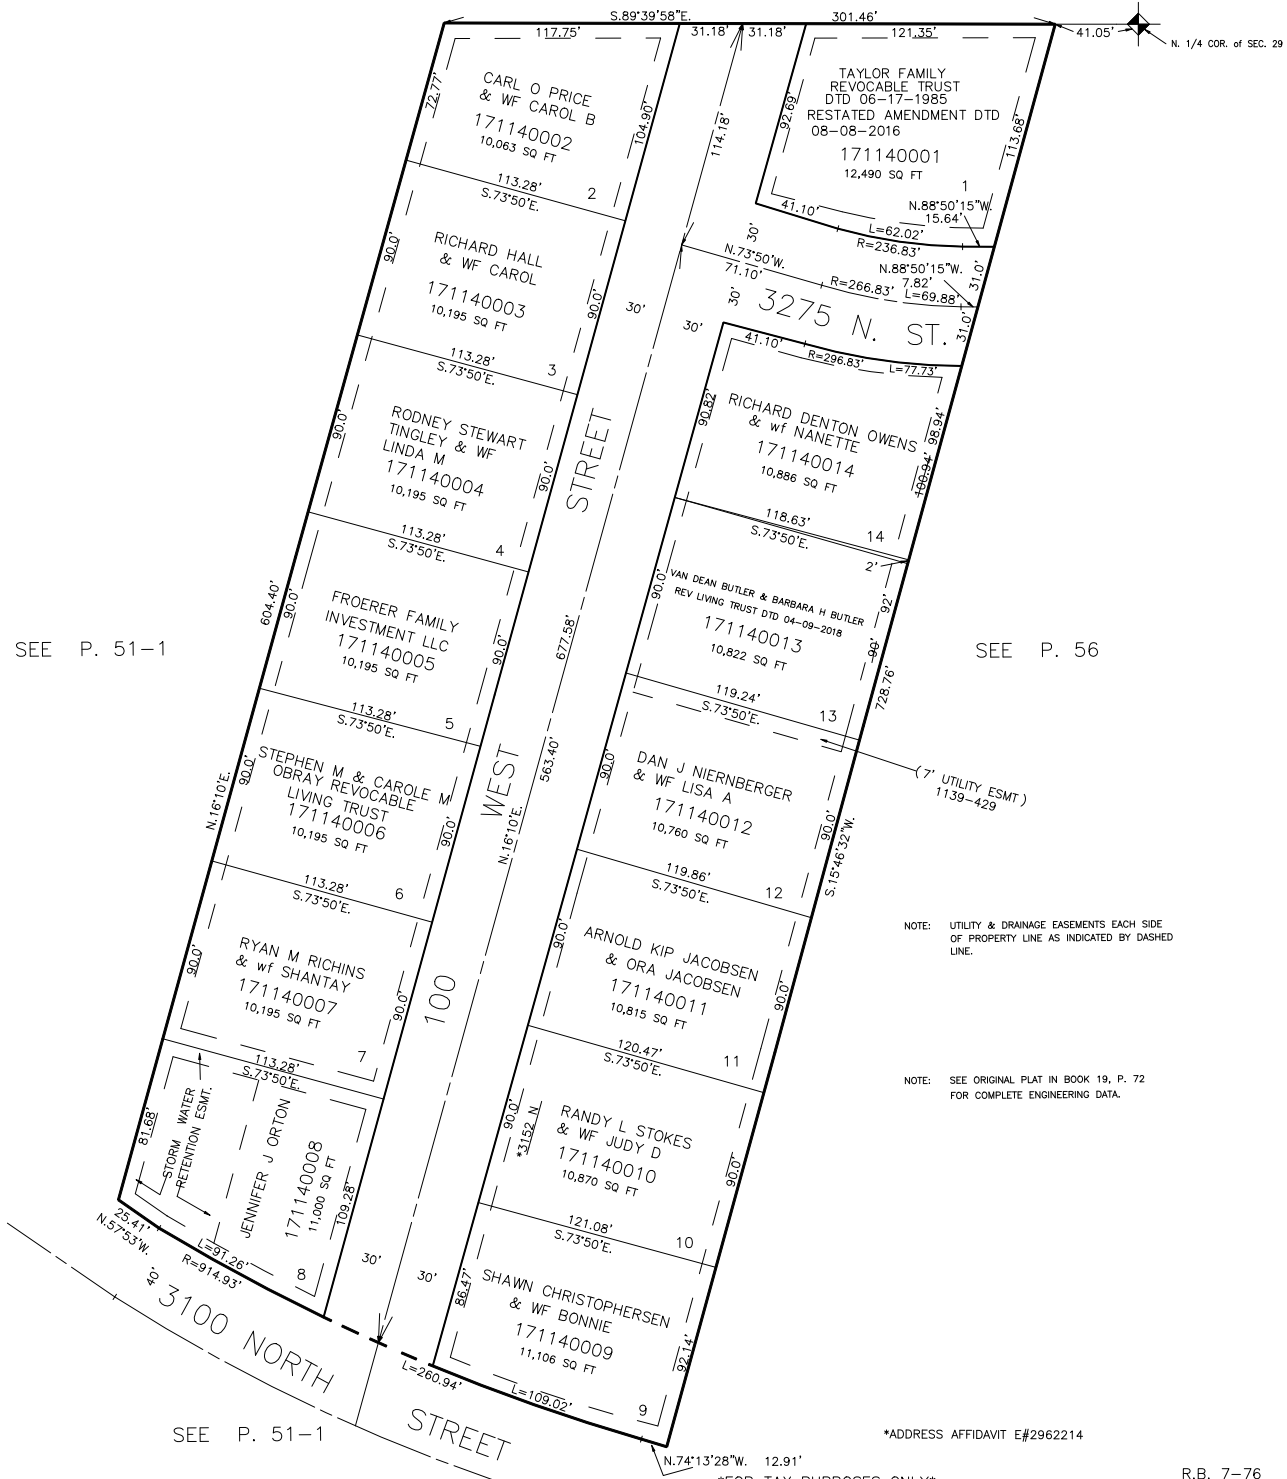 S.89°39'58"E.
301.46'
117.75'
31.18'
31.18'
121.35'
41.05'
N. 1/4 COR. of SEC. 29
72.77'
CARL O PRICE
& WF CAROL B
171140002
10,063 SQ FT
104.90'
113.28'
S.73°50'E.
2
114.18'
92.69'
TAYLOR FAMILY
REVOCABLE TRUST
DTD 06-17-1985
RESTATED AMENDMENT DTD
08-08-2016
171140001
12,490 SQ FT
1
113.68'
N.88°50'15"W.
15.64'
41.10'
L=62.02'
R=236.83'
30'
N.73°50'W.
71.10'
N.88°50'15"W.
7.82'
R=266.83'
L=69.88'
31.0'
31.0'
30'
3275 N. ST.
90.0'
RICHARD HALL
& WF CAROL
171140003
10,195 SQ FT
90.0'
113.28'
S.73°50'E.
3
30'
30'
41.10'
R=296.83'
L=77.73'
90.0'
RODNEY STEWART
TINGLEY & WF
LINDA M
171140004
10,195 SQ FT
90.0'
113.28'
S.73°50'E.
4
90.82'
RICHARD DENTON OWENS
& wf NANETTE
171140014
10,886 SQ FT
98.94'
100.94'
118.63'
S.73°50'E.
14
2'
604.40'
90.0'
FROERER FAMILY
INVESTMENT LLC
171140005
10,195 SQ FT
90.0'
113.28'
S.73°50'E.
5
677.58'
90.0'
VAN DEAN BUTLER & BARBARA H BUTLER
REV LIVING TRUST DTD 04-09-2018
171140013
10,822 SQ FT
92'
90'
119.24'
S.73°50'E.
13
728.76'
SEE P. 51-1
SEE P. 56
N.16°10'E.
90.0'
STEPHEN M & CAROLE M
OBRAY REVOCABLE
LIVING TRUST
171140006
10,195 SQ FT
90.0'
113.28'
S.73°50'E.
6
100 WEST STREET
563.40'
N.16°10'E.
90.0'
DAN J NIERNBERGER
& WF LISA A
171140012
10,760 SQ FT
90.0'
119.86'
S.73°50'E.
12
(7' UTILITY ESMT)
1139-429
S.15°46'32"W.
90.0'
RYAN M RICHINS
& wf SHANTAY
171140007
10,195 SQ FT
90.0'
113.28'
S.73°50'E.
7
90.0'
ARNOLD KIP JACOBSEN
& ORA JACOBSEN
171140011
10,815 SQ FT
90.0'
120.47'
S.73°50'E.
11
NOTE: UTILITY & DRAINAGE EASEMENTS EACH SIDE
OF PROPERTY LINE AS INDICATED BY DASHED
LINE.
NOTE: SEE ORIGINAL PLAT IN BOOK 19, P. 72
FOR COMPLETE ENGINEERING DATA.
81.68'
STORM WATER
RETENTION ESMT.
JENNIFER J ORTON
171140008
11,000 SQ FT
109.28'
8
25.41'
N.57°53'W.
L=91.26'
R=914.93'
90.0'
*3152 N
RANDY L STOKES
& WF JUDY D
171140010
10,870 SQ FT
90.0'
121.08'
S.73°50'E.
10
30'
30'
86.47'
SHAWN CHRISTOPHERSEN
& WF BONNIE
171140009
11,106 SQ FT
92.14'
9
40'
3100 NORTH STREET
L=260.94'
L=109.02'
N.74°13'28"W. 12.91'
SEE P. 51-1
*ADDRESS AFFIDAVIT E#2962214
*FOR TAX PURPOSES ONLY*
R.B. 7-76